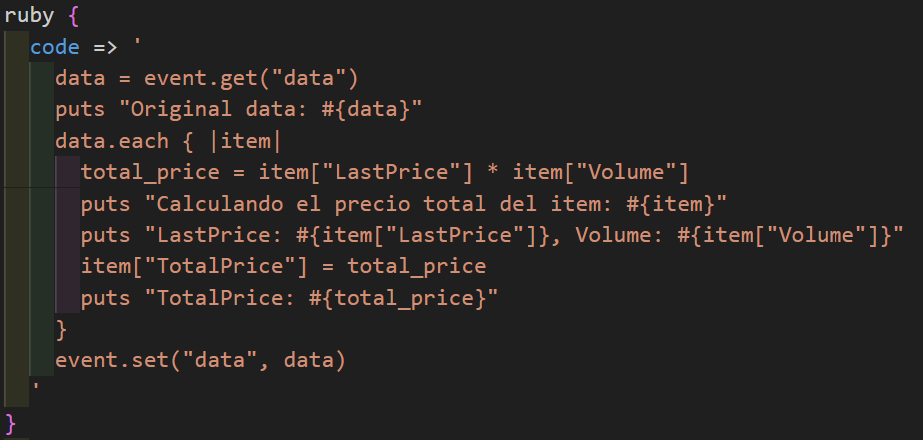 ruby {
code => '
data = event.get("data")
puts "Original data: #{data}"
data.each { |item|
total_price = item["LastPrice"] * item["Volume"]
puts "Calculando el precio total del item: #{item}"
puts "LastPrice: #{item["LastPrice"]}, Volume: #{item["Volume"]}"
item["TotalPrice"] = total_price
puts "TotalPrice: #{total_price}"
}
event.set("data", data)
'
}